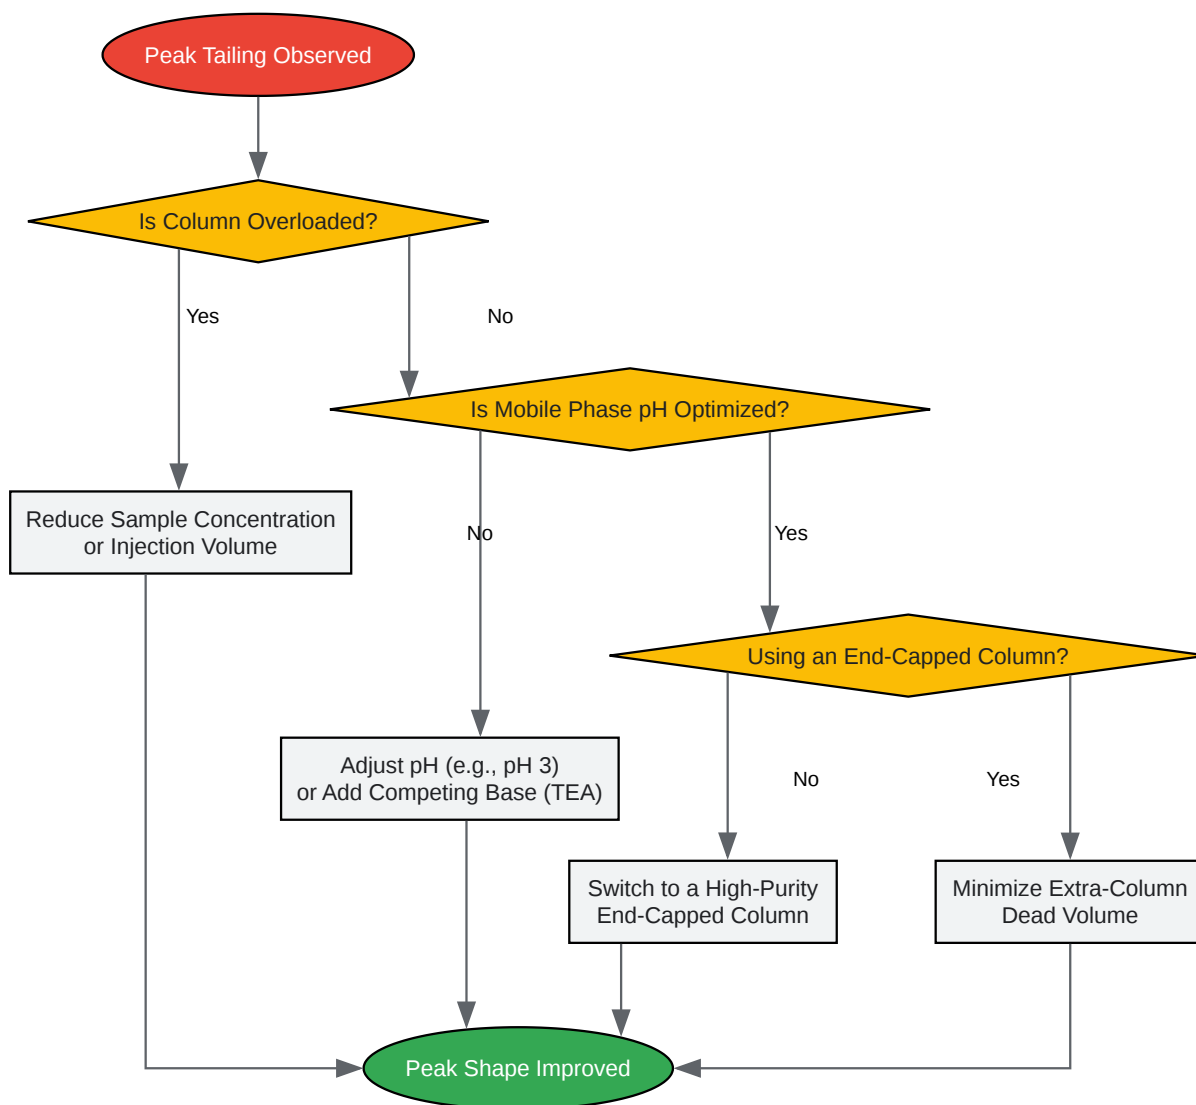 Peak Tailing Observed
Is Column Overloaded?
Yes
No
Is Mobile Phase pH Optimized?
Reduce Sample Concentration
or Injection Volume
No
Yes
Using an End-Capped Column?
Adjust pH (e.g., pH 3)
or Add Competing Base (TEA)
No
Yes
Switch to a High-Purity
End-Capped Column
Minimize Extra-Column
Dead Volume
Peak Shape Improved